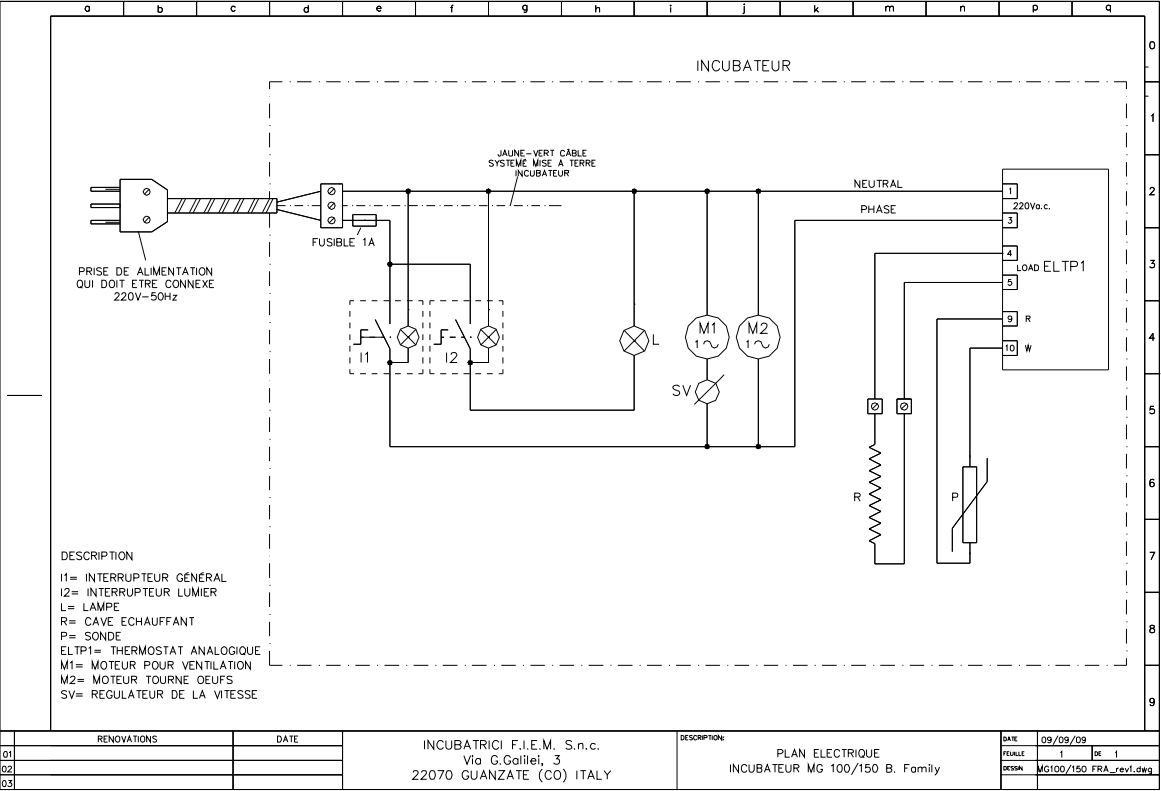 a b c d e f g h i j k m n p q
0
1
2
3
4
5
6
7
8
9
INCUBATEUR
JAUNE-VERT CÂBLE
SYSTEMÉ MISE A TERRE
INCUBATEUR
NEUTRAL
PHASE
1
220Va.c.
3
4
LOAD ELTP1
5
9 R
10 W
FUSIBLE 1A
PRISE DE ALIMENTATION
QUI DOIT ETRE CONNEXE
220V-50Hz
I1
I2
L
M1
1~
M2
1~
SV
R
P
DESCRIPTION
I1= INTERRUPTEUR GÉNÉRAL
I2= INTERRUPTEUR LUMIER
L= LAMPE
R= CAVE ECHAUFFANT
P= SONDE
ELTP1= THERMOSTAT ANALOGIQUE
M1= MOTEUR POUR VENTILATION
M2= MOTEUR TOURNE OEUFS
SV= REGULATEUR DE LA VITESSE
RENOVATIONS DATE
01
02
03
INCUBATRICI F.I.E.M. S.n.c.
Via G.Galilei, 3
22070 GUANZATE (CO) ITALY
DESCRIPTION:
PLAN ELECTRIQUE
INCUBATEUR MG 100/150 B. Family
DATE 09/09/09
FEUILLE 1 DE 1
DESSIN MG100/150 FRA_rev1.dwg